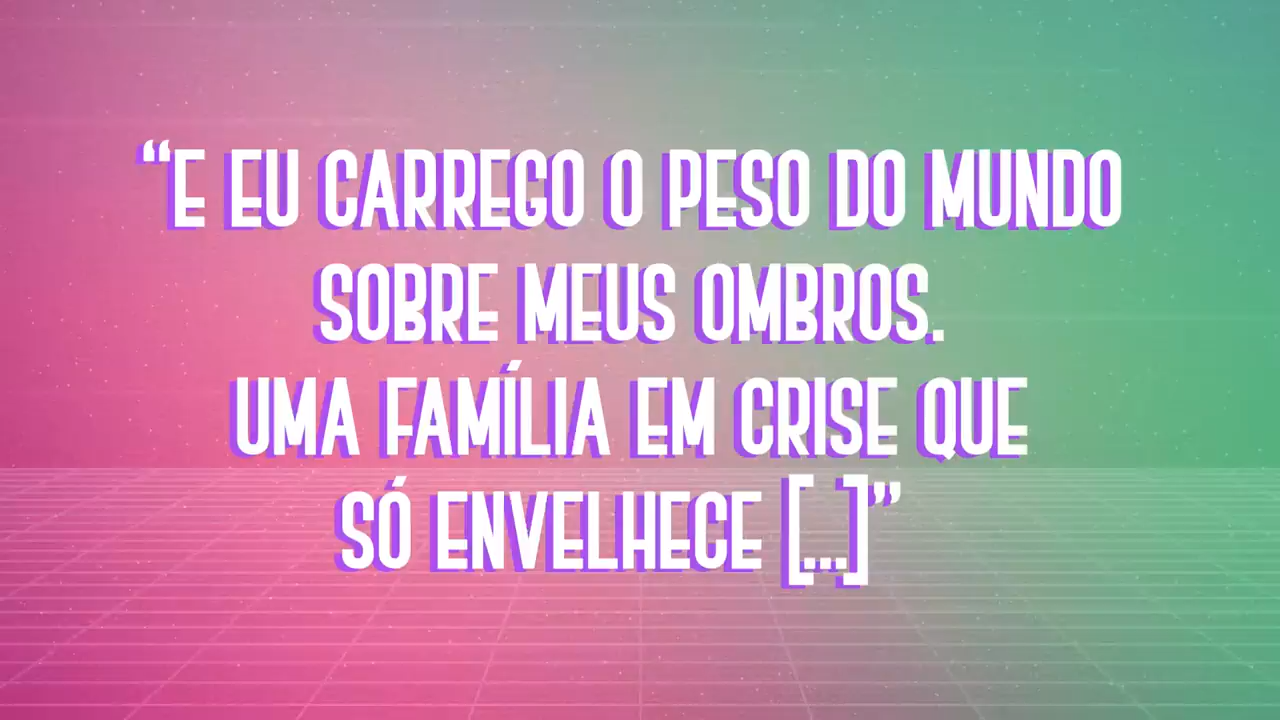 “E EU CARREGO O PESO DO MUNDO
SOBRE MEUS OMBROS.
UMA FAMÍLIA EM CRISE QUE
SÓ ENVELHECE [...]”